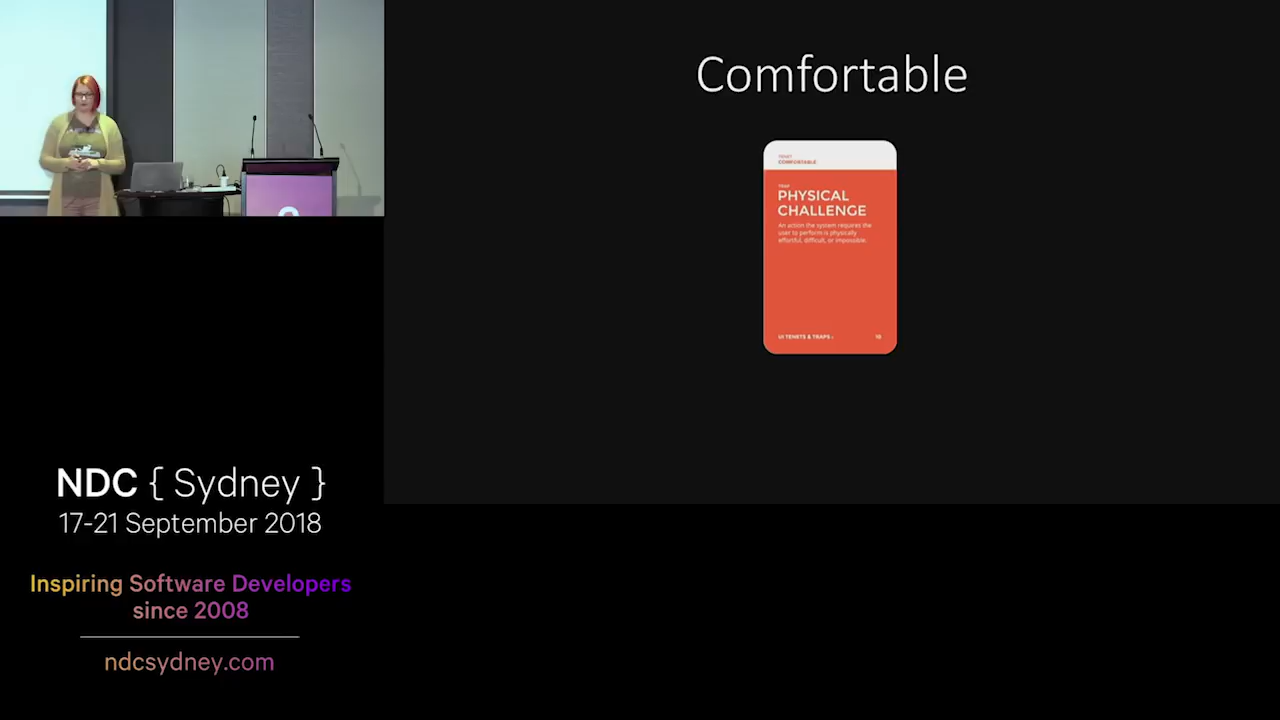 Comfortable
TENET
COMFORTABLE
TRAP
PHYSICAL
CHALLENGE
An action the system requires the
user to perform is physically
effortful, difficult, or impossible.
UI TENETS & TRAPS
NDC { Sydney }
17-21 September 2018
Inspiring Software Developers
since 2008
ndcsydney.com